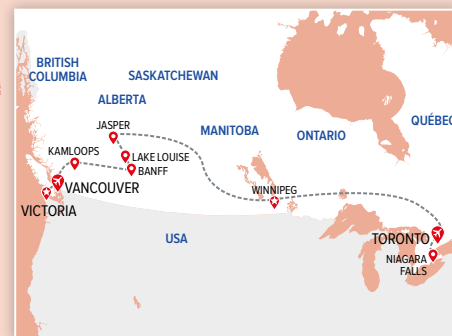 BRITISH
COLUMBIA
SASKATCHEWAN
ALBERTA
JASPER
MANITOBA
ONTARIO
QUÉBEC
KAMLOOPS
LAKE LOUISE
BANFF
VANCOUVER
WINNIPEG
VICTORIA
USA
TORONTO
NIAGARA
FALLS